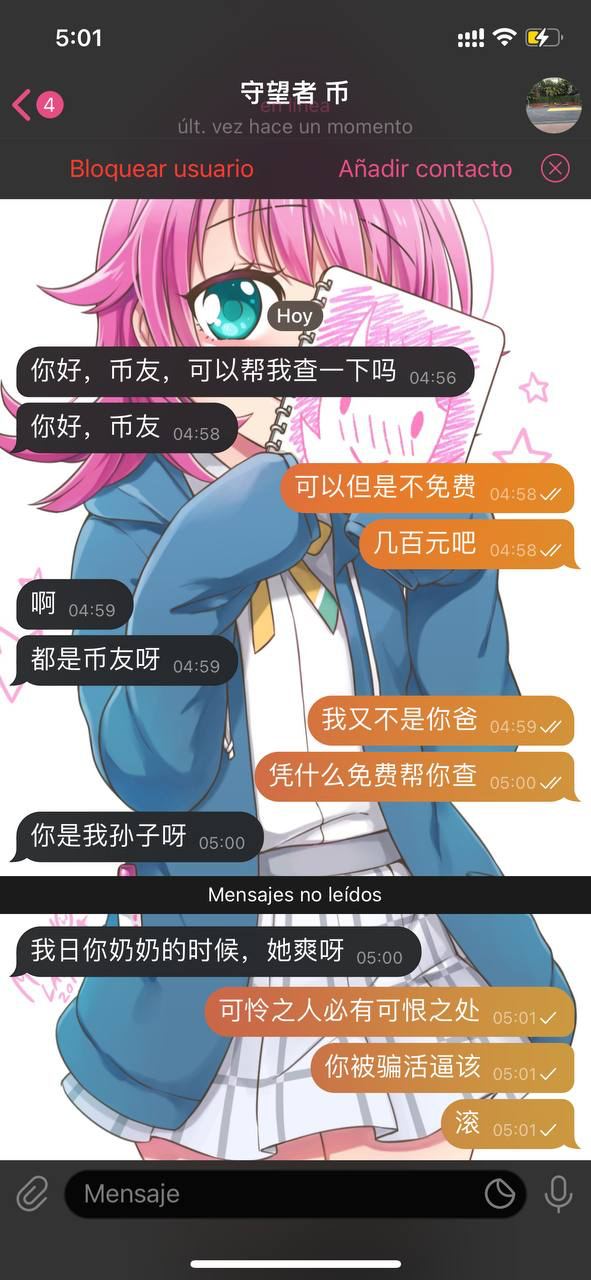 5:01
4
守望者 币
en línea
últ. vez hace un momento
Bloquear usuario
Añadir contacto
Hoy
你好，币友，可以帮我查一下吗 04:56
你好，币友 04:58
可以但是不免费 04:58
几百元吧 04:58
啊 04:59
都是币友呀 04:59
我又不是你爸 04:59
凭什么免费帮你查 05:00
你是我孙子呀 05:00
Mensajes no leídos
我日你奶奶的时候，她爽呀 05:00
可怜之人必有可恨之处 05:01
你被骗活逼该 05:01
滚 05:01
Mensaje